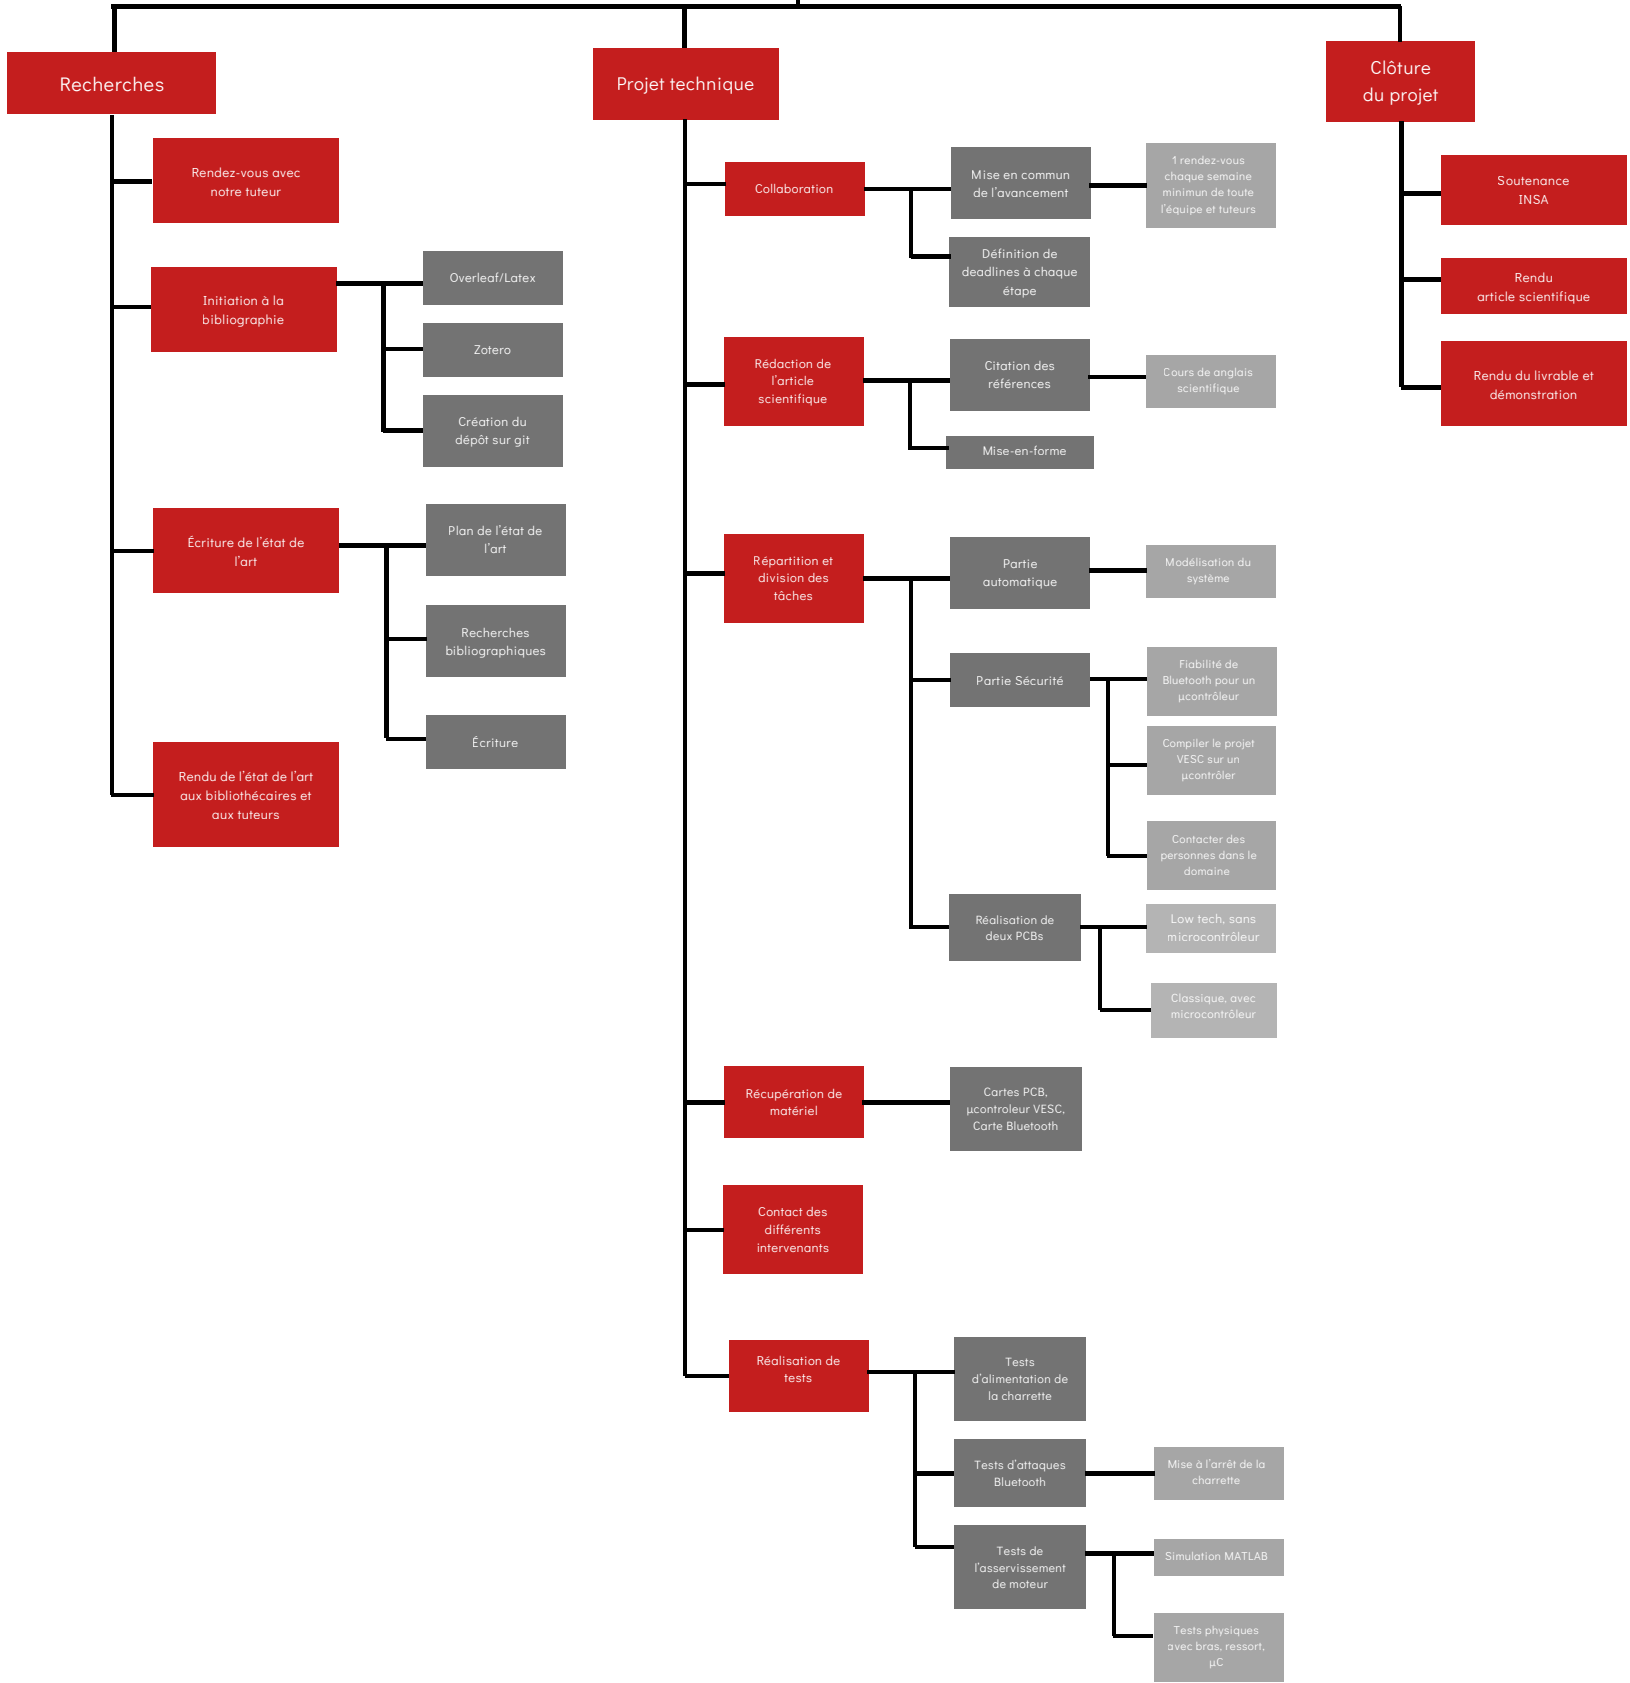 Recherches
Rendez-vous avec
notre tuteur
Initiation à la
bibliographie
Overleaf/Latex
Zotero
Création du
dépôt sur git
Écriture de l'état de
l'art
Plan de l'état de
l'art
Recherches
bibliographiques
Écriture
Rendu de l'état de l'art
aux bibliothécaires et
aux tuteurs
Projet technique
Collaboration
Mise en commun
de l'avancement
1 rendez-vous
chaque semaine
minimun de toute
l'équipe et tuteurs
Définition de
deadlines à chaque
étape
Rédaction de
l'article
scientifique
Citation des
références
Cours de anglais
scientifique
Mise-en-forme
Répartition et
division des
tâches
Partie
automatique
Modélisation du
système
Partie Sécurité
Fiabilité de
Bluetooth pour un
µcontrôleur
Compiler le projet
VESC sur un
µcontrôler
Contacter des
personnes dans le
domaine
Réalisation de
deux PCBs
Low tech, sans
microcontrôleur
Classique, avec
microcontrôleur
Récupération de
matériel
Cartes PCB,
µcontroleur VESC,
Carte Bluetooth
Contact des
différents
intervenants
Réalisation de
tests
Tests
d'alimentation de
la charrette
Tests d'attaques
Bluetooth
Mise à l'arrêt de la
charrette
Tests de
l'asservissement
de moteur
Simulation MATLAB
Tests physiques
avec bras, ressort,
µC
Clôture
du projet
Soutenance
INSA
Rendu
article scientifique
Rendu du livrable et
démonstration